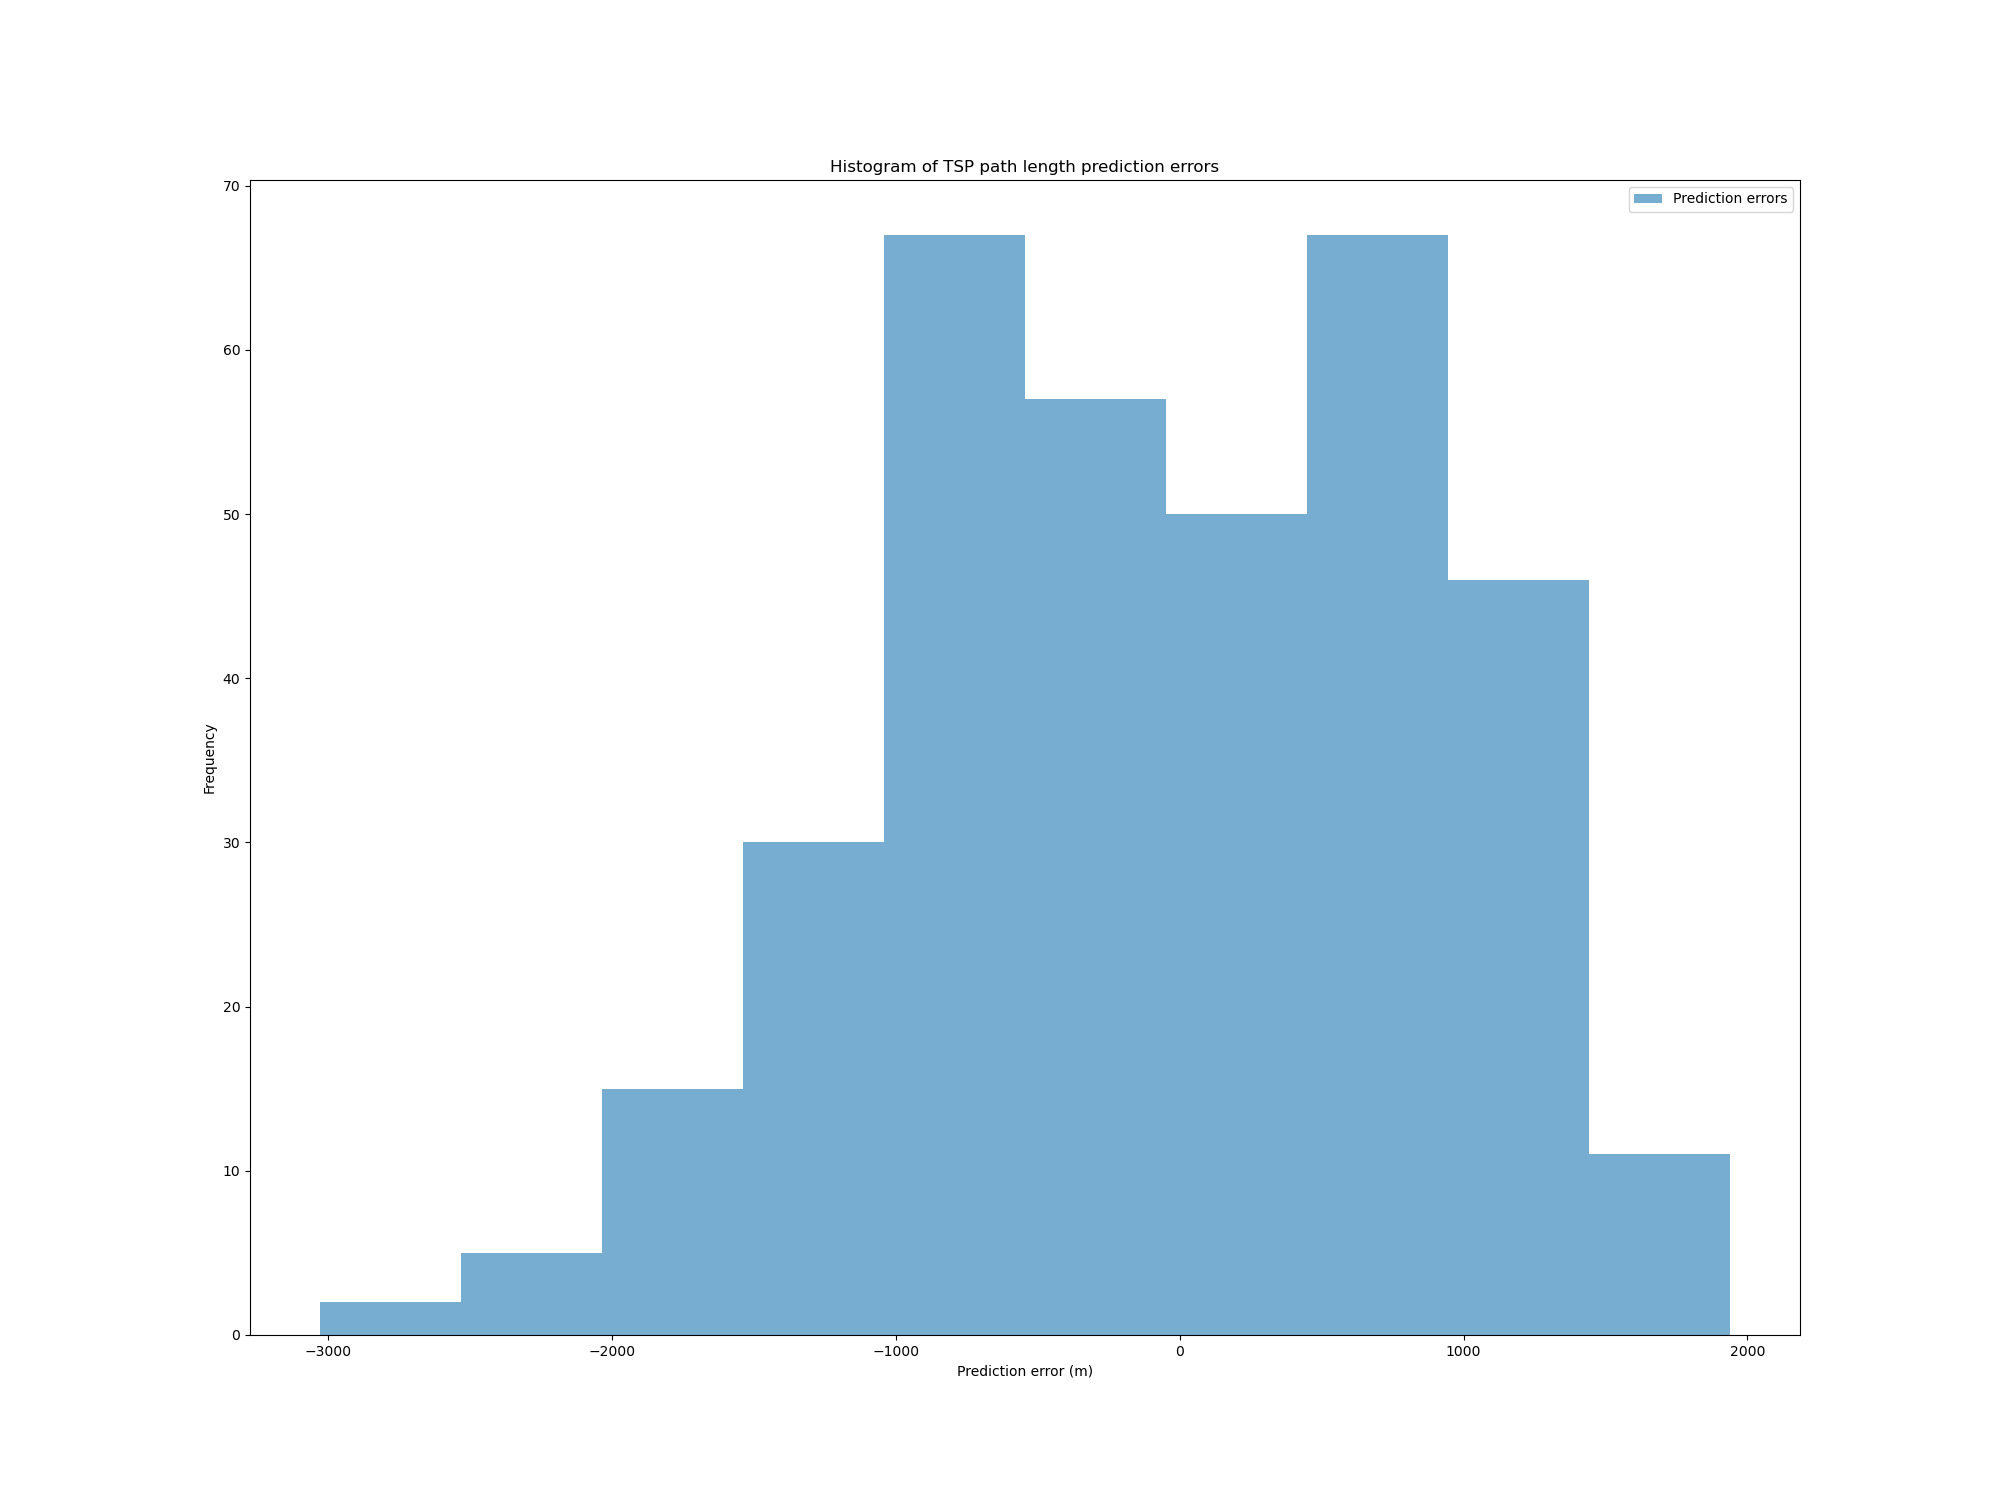 Histogram of TSP path length prediction errors
Prediction errors
70
60
50
40
30
20
10
0
Frequency
−3000 −2000 −1000 0 1000 2000
Prediction error (m)